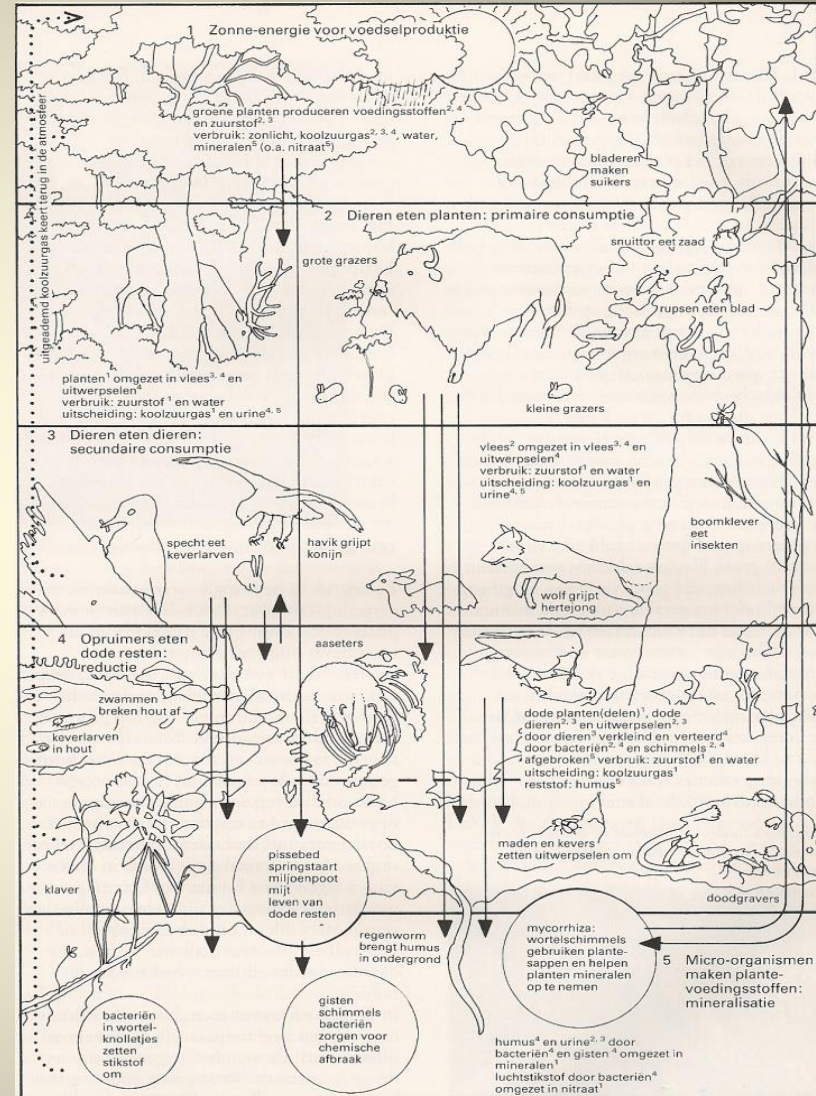 1 Zonne-energie voor voedselproduktie
groene planten produceren voedingsstoffen2, 4
en zuurstof2, 3
verbruik: zonlicht, koolzuurgas2, 3, 4, water,
mineralen5 (o.a. nitraat5)
bladeren
maken
suikers
uitgeademd koolzuurgas keert terug in de atmosfeer
2 Dieren eten planten: primaire consumptie
grote grazers
snuittor eet zaad
rupsen eten blad
planten1 omgezet in vlees3, 4 en
uitwerpselen4
verbruik: zuurstof1 en water
uitscheiding: koolzuurgas1 en urine4, 5
kleine grazers
3 Dieren eten dieren:
secundaire consumptie
vlees2 omgezet in vlees3, 4 en
uitwerpselen4
verbruik: zuurstof1 en water
uitscheiding: koolzuurgas1 en
urine4, 5
specht eet
keverlarven
havik grijpt
konijn
boomklever
eet
insekten
wolf grijpt
hertejong
4 Opruimers eten
dode resten:
reductie
aaseters
zwammen
breken hout af
keverlarven
in hout
dode planten(delen)1, dode
dieren2, 3 en uitwerpselen2, 3
door dieren3 verkleind en verteerd4
door bacteriën2, 4 en schimmels2, 4
afgebroken5 verbruik: zuurstof1 en water
uitscheiding: koolzuurgas1
reststof: humus5
maden en kevers
zetten uitwerpselen om
klaver
pissebed
springstaart
miljoenpoot
mijt
leven van
dode resten
doodgravers
regenworm
brengt humus
in ondergrond
mycorrhiza:
wortelschimmels
gebruiken plante-
sappen en helpen
planten mineralen
op te nemen
5 Micro-organismen
maken plante-
voedingsstoffen:
mineralisatie
bacteriën
in wortel-
knolletjes
zetten
stikstof
om
gisten
schimmels
bacteriën
zorgen voor
chemische
afbraak
humus4 en urine2, 3 door
bacteriën4 en gisten4 omgezet in
mineralen1
luchtstikstof door bacteriën4
omgezet in nitraat1